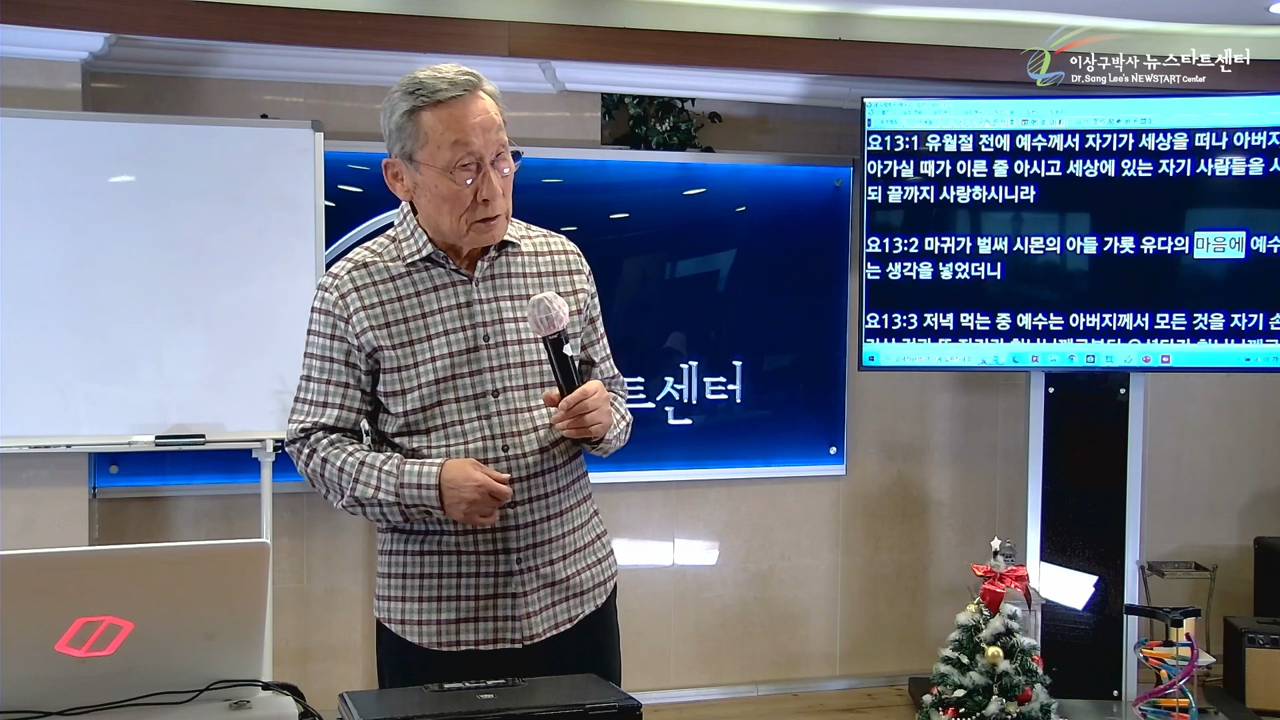 이상구박사 뉴스타트센터
Dr. Sang Lee's NEWSTART Center
요13:1 유월절 전에 예수께서 자기가 세상을 떠나 아버지
아가실 때가 이른 줄 아시고 세상에 있는 자기 사람들을 사
되 끝까지 사랑하시니라
요13:2 마귀가 벌써 시몬의 아들 가룟 유다의 마음에 예수
는 생각을 넣었더니
요13:3 저녁 먹는 중 예수는 아버지께서 모든 것을 자기 손
트센터